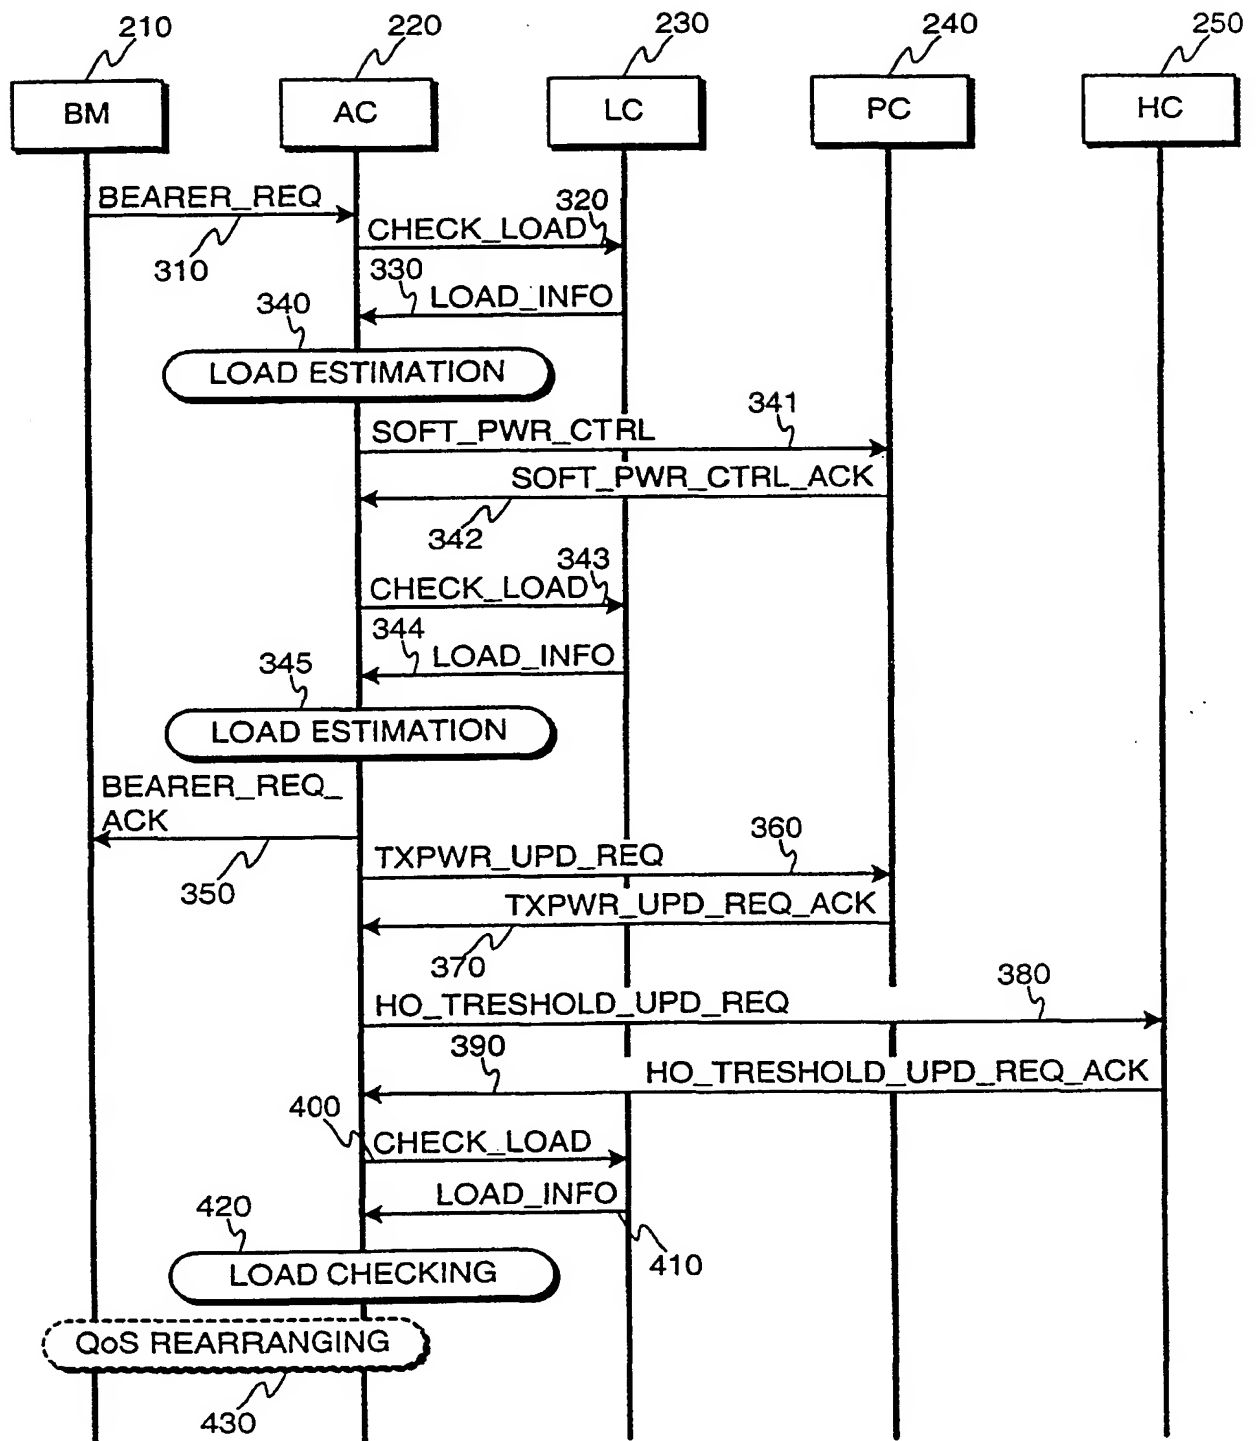 210
220
230
240
250
BM
AC
LC
PC
HC
BEARER_REQ
310
320
CHECK_LOAD
330
LOAD_INFO
340
LOAD ESTIMATION
341
SOFT_PWR_CTRL
SOFT_PWR_CTRL_ACK
342
343
CHECK_LOAD
344
LOAD_INFO
345
LOAD ESTIMATION
BEARER_REQ_
ACK
350
360
TXPWR_UPD_REQ
TXPWR_UPD_REQ_ACK
370
380
HO_TRESHOLD_UPD_REQ
390
HO_TRESHOLD_UPD_REQ_ACK
400
CHECK_LOAD
LOAD_INFO
410
420
LOAD CHECKING
QoS REARRANGING
430